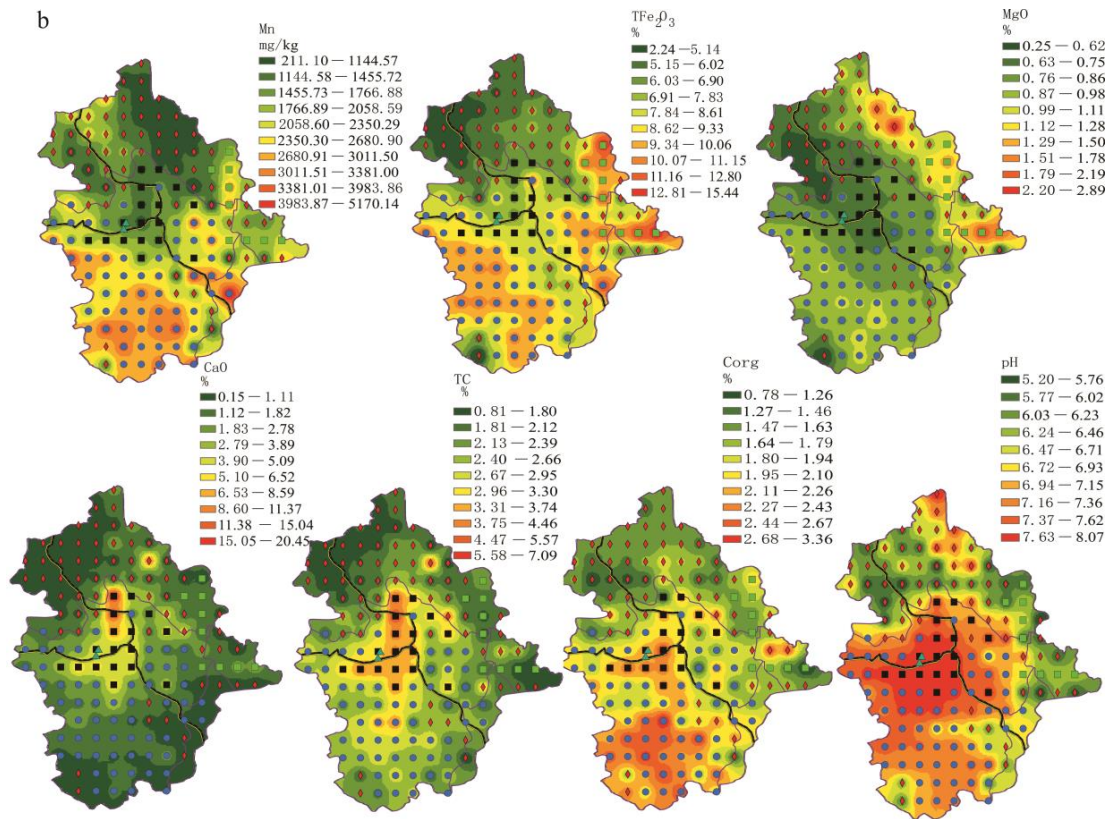 b
Mn
mg/kg
211.10 — 1144.57
1144.58 — 1455.72
1455.73 — 1766.88
1766.89 — 2058.59
2058.60 — 2350.29
2350.30 — 2680.90
2680.91 — 3011.50
3011.51 — 3381.00
3381.01 — 3983.86
3983.87 — 5170.14
TFe2O3
%
2.24 — 5.14
5.15 — 6.02
6.03 — 6.90
6.91 — 7.83
7.84 — 8.61
8.62 — 9.33
9.34 — 10.06
10.07 — 11.15
11.16 — 12.80
12.81 — 15.44
MgO
%
0.25 — 0.62
0.63 — 0.75
0.76 — 0.86
0.87 — 0.98
0.99 — 1.11
1.12 — 1.28
1.29 — 1.50
1.51 — 1.78
1.79 — 2.19
2.20 — 2.89
CaO
%
0.15 — 1.11
1.12 — 1.82
1.83 — 2.78
2.79 — 3.89
3.90 — 5.09
5.10 — 6.52
6.53 — 8.59
8.60 — 11.37
11.38 — 15.04
15.05 — 20.45
TC
%
0.81 — 1.80
1.81 — 2.12
2.13 — 2.39
2.40 — 2.66
2.67 — 2.95
2.96 — 3.30
3.31 — 3.74
3.75 — 4.46
4.47 — 5.57
5.58 — 7.09
Corg
%
0.78 — 1.26
1.27 — 1.46
1.47 — 1.63
1.64 — 1.79
1.80 — 1.94
1.95 — 2.10
2.11 — 2.26
2.27 — 2.43
2.44 — 2.67
2.68 — 3.36
pH
5.20 — 5.76
5.77 — 6.02
6.03 — 6.23
6.24 — 6.46
6.47 — 6.71
6.72 — 6.93
6.94 — 7.15
7.16 — 7.36
7.37 — 7.62
7.63 — 8.07